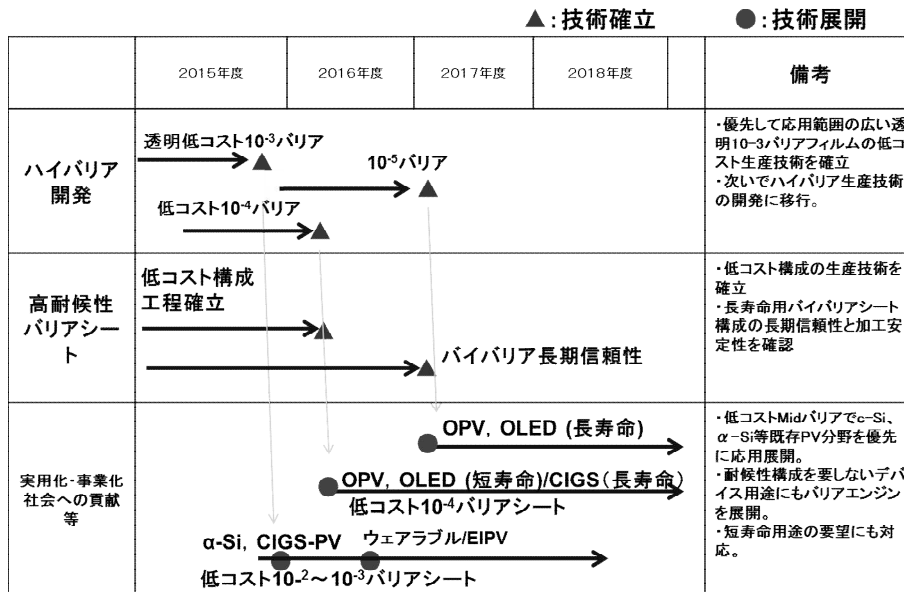 ▲:技術確立 ●:技術展開
2015年度 2016年度 2017年度 2018年度 備考
ハイバリア
開発
透明低コスト10⁻³バリア
10⁻⁵バリア
低コスト10⁻⁴バリア
・優先して応用範囲の広い透
明10-3バリアフィルムの低コ
スト生産技術を確立
・次いでハイバリア生産技術
の開発に移行。
高耐候性
バリアシー
ト
低コスト構成
工程確立
バイバリア長期信頼性
・低コスト構成の生産技術を
確立
・長寿命用バイバリアシート
構成の長期信頼性と加工安
定性を確認
実用化・事業化
社会への貢献
等
OPV, OLED (長寿命)
OPV, OLED (短寿命)/CIGS(長寿命)
低コスト10⁻⁴バリアシート
α-Si, CIGS-PV ウェアラブル/EIPV
低コスト10-²～10⁻³バリアシート
・低コストMidバリアでc-Si、
α-Si等既存PV分野を優先
に応用展開。
・耐候性構成を要しないデバ
イス用途にもバリアエンジン
を展開。
・短寿命用途の要望にも対
応。